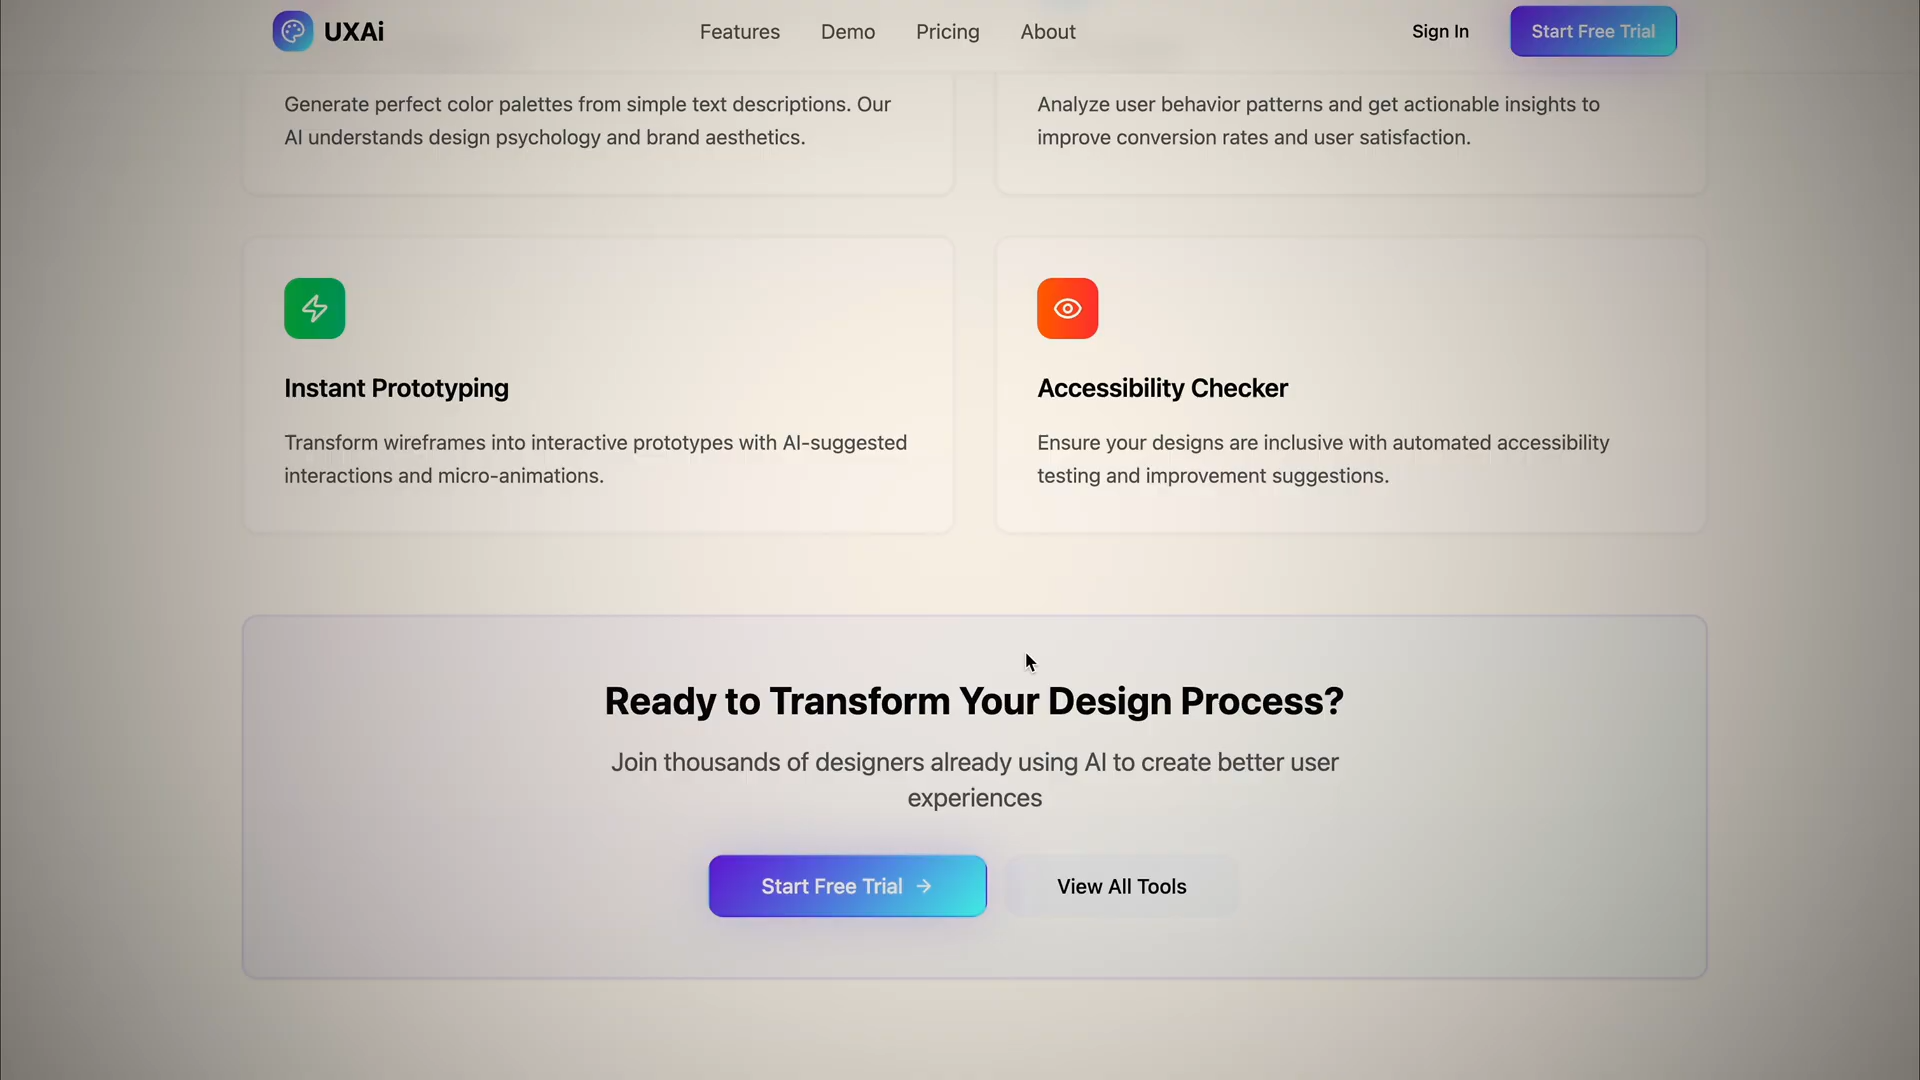 UXAi
Features
Demo
Pricing
About
Sign In
Start Free Trial
Generate perfect color palettes from simple text descriptions. Our
AI understands design psychology and brand aesthetics.
Analyze user behavior patterns and get actionable insights to
improve conversion rates and user satisfaction.
Instant Prototyping
Transform wireframes into interactive prototypes with AI-suggested
interactions and micro-animations.
Accessibility Checker
Ensure your designs are inclusive with automated accessibility
testing and improvement suggestions.
Ready to Transform Your Design Process?
Join thousands of designers already using AI to create better user
experiences
Start Free Trial →
View All Tools